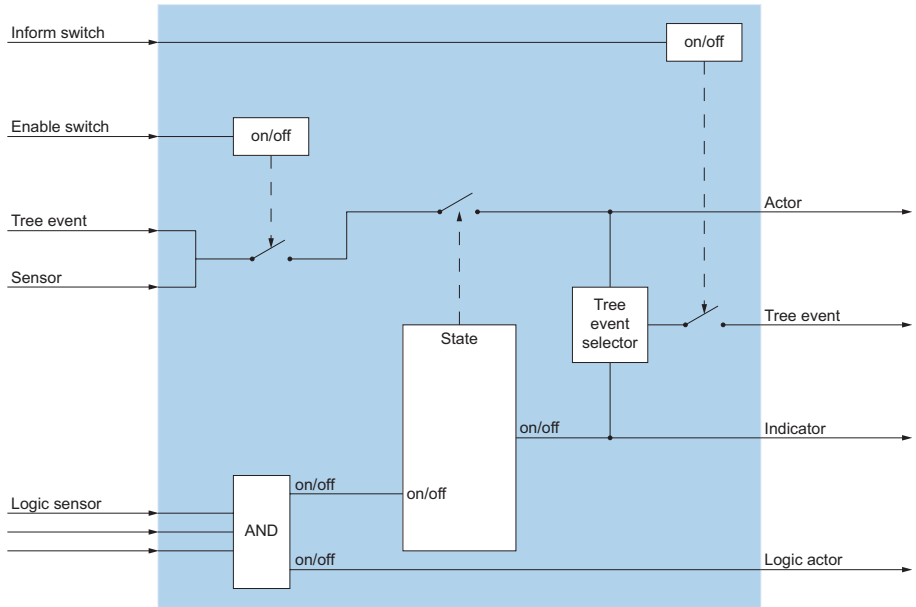 Inform switch
on/off
Enable switch
on/off
Tree event
Sensor
Actor
Tree
event
selector
Tree event
State
on/off
Indicator
on/off
on/off
Logic sensor
AND
on/off
Logic actor